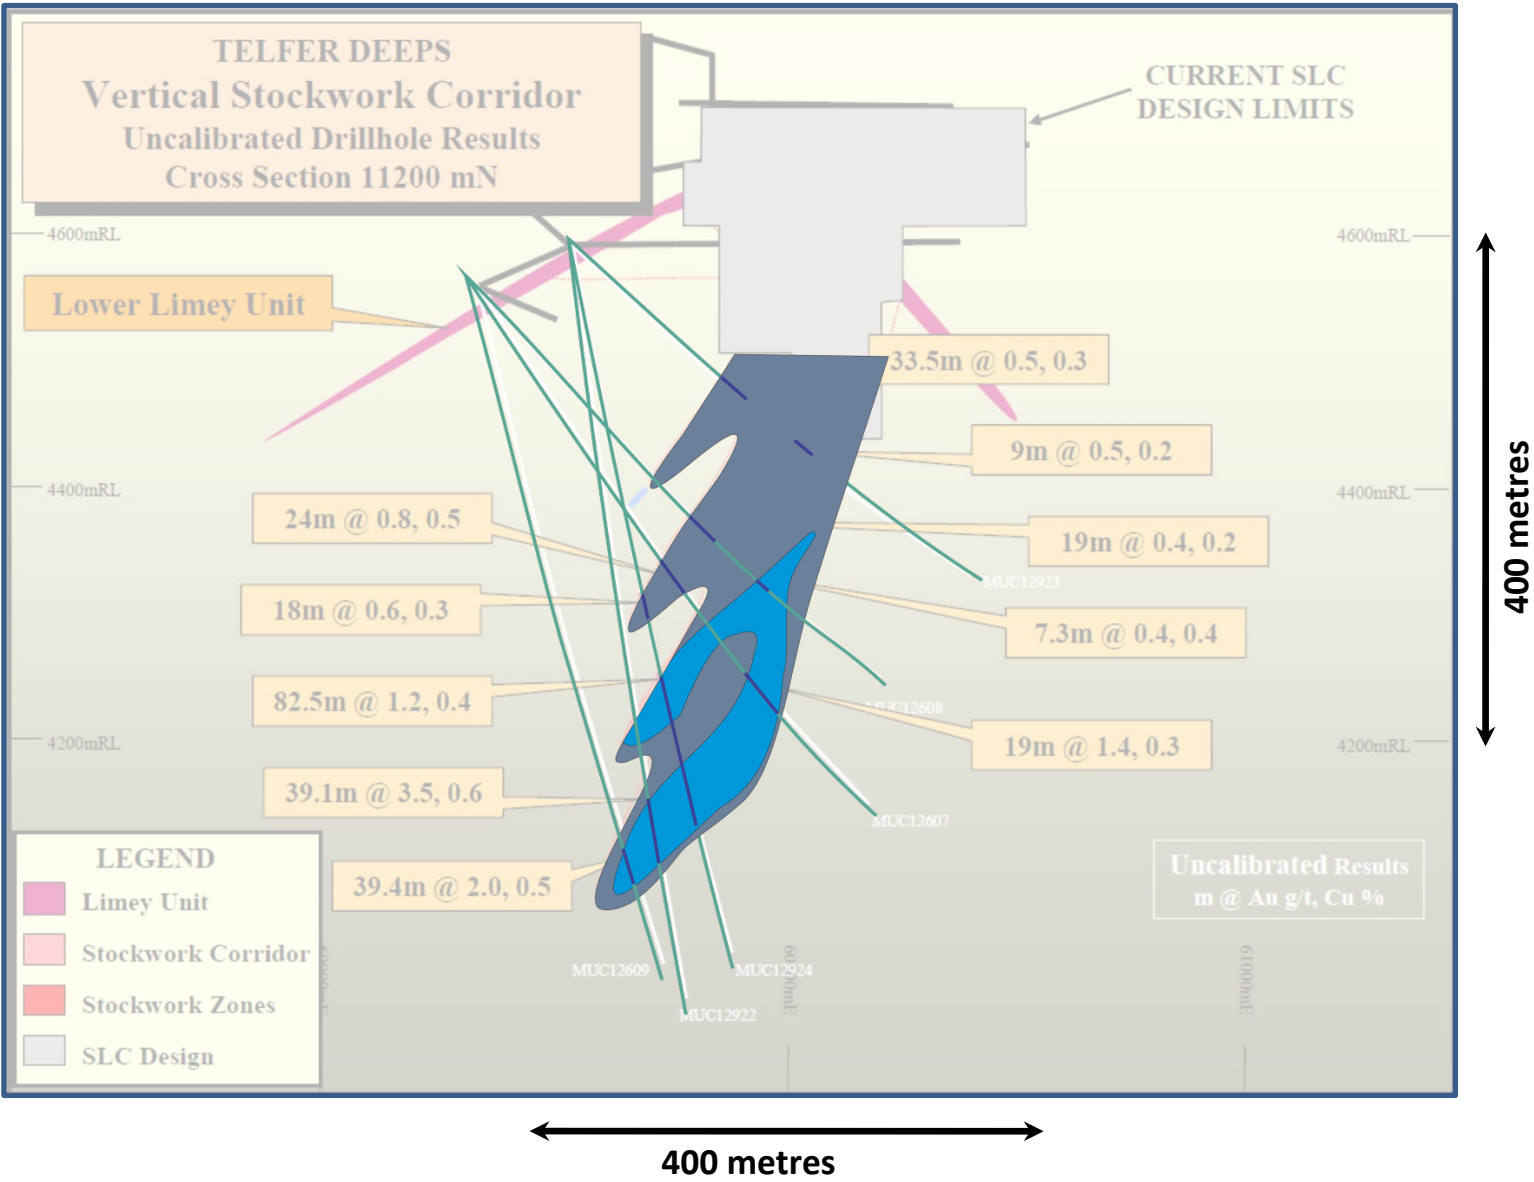 TELFER DEEPS
Vertical Stockwork Corridor
Uncalibrated Drillhole Results
Cross Section 11200 mN
CURRENT SLC
DESIGN LIMITS
4600mRL
4600mRL
Lower Limey Unit
33.5m @ 0.5, 0.3
9m @ 0.5, 0.2
4400mRL
4400mRL
24m @ 0.8, 0.5
19m @ 0.4, 0.2
MUC12923
18m @ 0.6, 0.3
7.3m @ 0.4, 0.4
82.5m @ 1.2, 0.4
MUC12608
19m @ 1.4, 0.3
4200mRL
4200mRL
39.1m @ 3.5, 0.6
MUC12607
39.4m @ 2.0, 0.5
LEGEND
Limey Unit
Stockwork Corridor
Stockwork Zones
SLC Design
Uncalibrated Results
m @ Au g/t, Cu %
MUC12609
MUC12924
MUC12922
61000mE
400 metres
400 metres